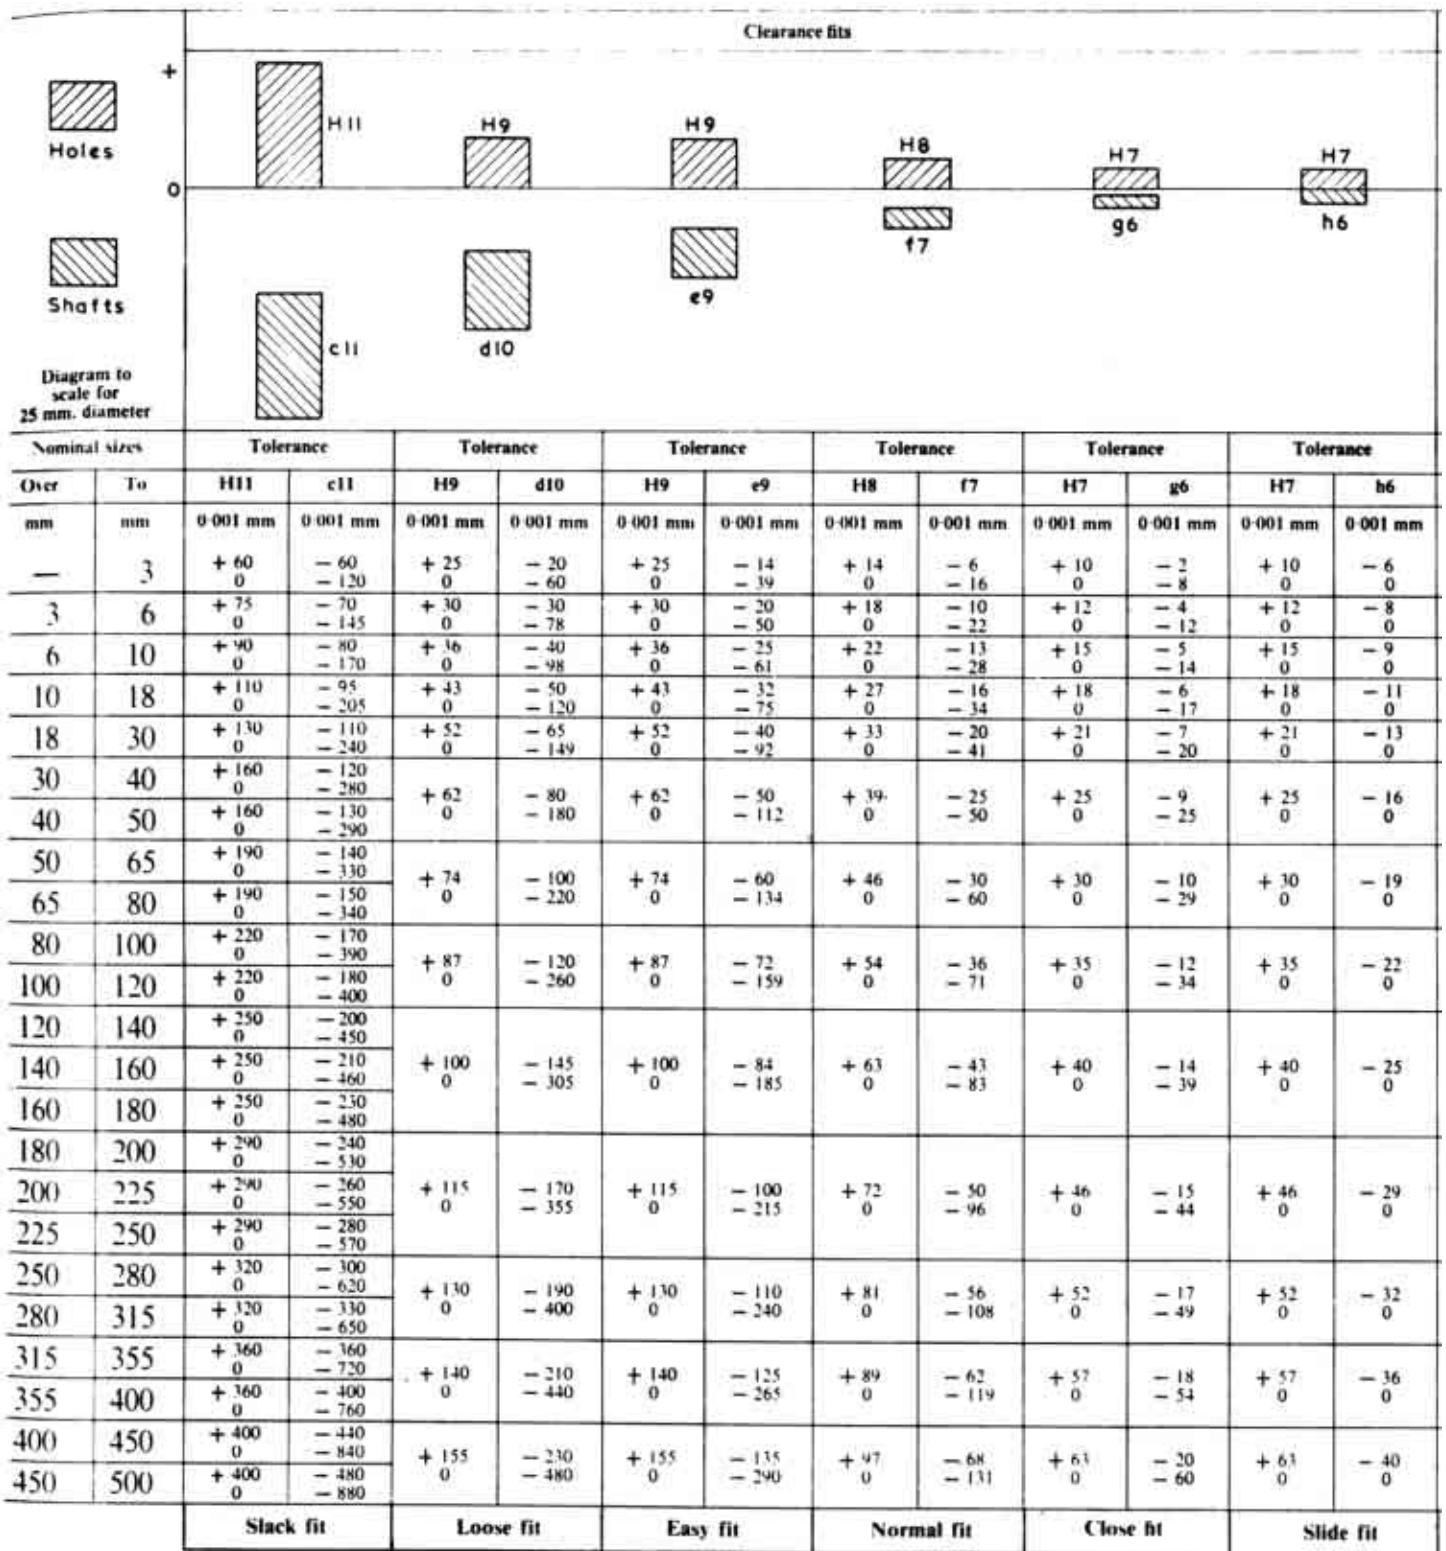 Clearance fits
+
Holes
0
Shafts
Diagram to
scale for
25 mm. diameter
H11
c11
H9
d10
H9
e9
H8
f7
H7
g6
H7
h6
Nominal sizes Tolerance Tolerance Tolerance Tolerance Tolerance Tolerance
Over To H11 c11 H9 d10 H9 e9 H8 f7 H7 g6 H7 h6
mm mm 0·001 mm 0·001 mm 0·001 mm 0·001 mm 0·001 mm 0·001 mm 0·001 mm 0·001 mm 0·001 mm 0·001 mm 0·001 mm 0·001 mm
— 3 + 60 − 60 + 25 − 20 + 25 − 14 + 14 − 6 + 10 − 2 + 10 − 6
0 − 120 0 − 60 0 − 39 0 − 16 0 − 8 0 0
3 6 + 75 − 70 + 30 − 30 + 30 − 20 + 18 − 10 + 12 − 4 + 12 − 8
0 − 145 0 − 78 0 − 50 0 − 22 0 − 12 0 0
6 10 + 90 − 80 + 36 − 40 + 36 − 25 + 22 − 13 + 15 − 5 + 15 − 9
0 − 170 0 − 98 0 − 61 0 − 28 0 − 14 0 0
10 18 + 110 − 95 + 43 − 50 + 43 − 32 + 27 − 16 + 18 − 6 + 18 − 11
0 − 205 0 − 120 0 − 75 0 − 34 0 − 17 0 0
18 30 + 130 − 110 + 52 − 65 + 52 − 40 + 33 − 20 + 21 − 7 + 21 − 13
0 − 240 0 − 149 0 − 92 0 − 41 0 − 20 0 0
30 40 + 160 − 120
0 − 280
+ 62 − 80 + 62 − 50 + 39 − 25 + 25 − 9 + 25 − 16
0 − 180 0 − 112 0 − 50 0 − 25 0 0
40 50 + 160 − 130
0 − 290
50 65 + 190 − 140
0 − 330
+ 74 − 100 + 74 − 60 + 46 − 30 + 30 − 10 + 30 − 19
0 − 220 0 − 134 0 − 60 0 − 29 0 0
65 80 + 190 − 150
0 − 340
80 100 + 220 − 170
0 − 390
+ 87 − 120 + 87 − 72 + 54 − 36 + 35 − 12 + 35 − 22
0 − 260 0 − 159 0 − 71 0 − 34 0 0
100 120 + 220 − 180
0 − 400
120 140 + 250 − 200
0 − 450
140 160 + 250 − 210 + 100 − 145 + 100 − 84 + 63 − 43 + 40 − 14 + 40 − 25
0 − 460 0 − 305 0 − 185 0 − 83 0 − 39 0 0
160 180 + 250 − 230
0 − 480
180 200 + 290 − 240
0 − 530
200 225 + 290 − 260 + 115 − 170 + 115 − 100 + 72 − 50 + 46 − 15 + 46 − 29
0 − 550 0 − 355 0 − 215 0 − 96 0 − 44 0 0
225 250 + 290 − 280
0 − 570
250 280 + 320 − 300
0 − 620
+ 130 − 190 + 130 − 110 + 81 − 56 + 52 − 17 + 52 − 32
0 − 400 0 − 240 0 − 108 0 − 49 0 0
280 315 + 320 − 330
0 − 650
315 355 + 360 − 360
0 − 720
+ 140 − 210 + 140 − 125 + 89 − 62 + 57 − 18 + 57 − 36
0 − 440 0 − 265 0 − 119 0 − 54 0 0
355 400 + 360 − 400
0 − 760
400 450 + 400 − 440
0 − 840
+ 155 − 230 + 155 − 135 + 97 − 68 + 63 − 20 + 63 − 40
0 − 480 0 − 290 0 − 131 0 − 60 0 0
450 500 + 400 − 480
0 − 880
Slack fit Loose fit Easy fit Normal fit Close fit Slide fit